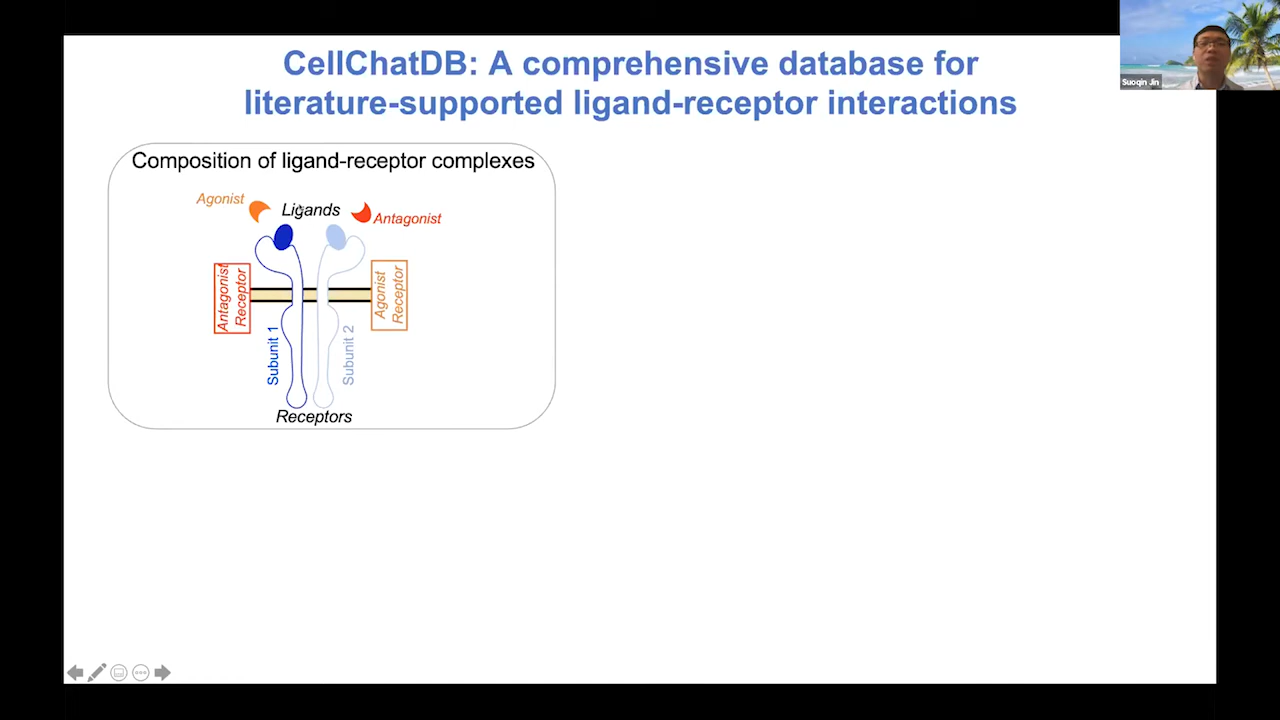 CellChatDB: A comprehensive database for
literature-supported ligand-receptor interactions
Suoqin Jin
Composition of ligand-receptor complexes
Agonist
Ligands
Antagonist
Antagonist
Receptor
Agonist
Receptor
Subunit 1
Subunit 2
Receptors